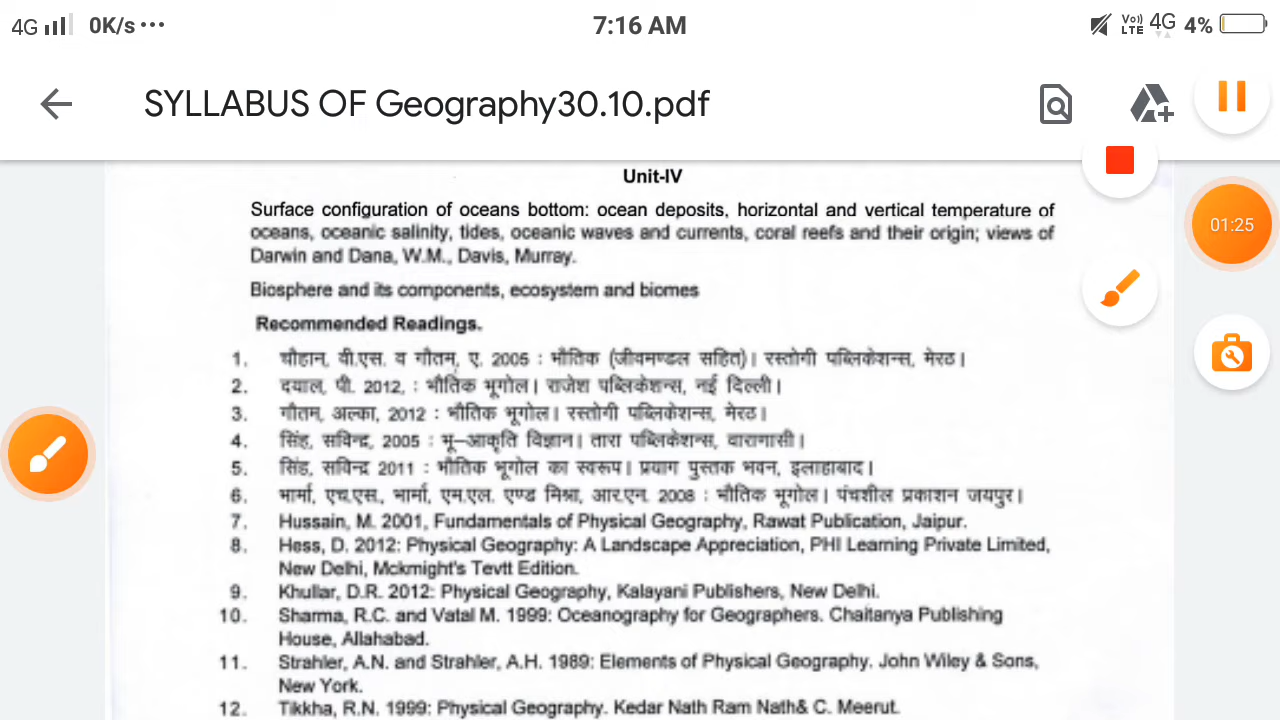 4G 0K/s ... 7:16 AM Vo) LTE 4G 4%
SYLLABUS OF Geography30.10.pdf
Unit-IV
Surface configuration of oceans bottom: ocean deposits, horizontal and vertical temperature of
oceans, oceanic salinity, tides, oceanic waves and currents, coral reefs and their origin; views of
Darwin and Dana, W.M., Davis, Murray.
01:25
Biosphere and its components, ecosystem and biomes
Recommended Readings.
1. चौहान, वी.एस. व गौतम, ए. 2005 : भौतिक (जीवमण्डल सहित)। रस्तोगी पब्लिकेशन्स, मेरठ।
2. दयाल, पी. 2012, : भौतिक भूगोल। राजेश पब्लिकेशन्स, नई दिल्ली।
3. गौतम, अल्का, 2012 : भौतिक भूगोल। रस्तोगी पब्लिकेशन्स, मेरठ।
4. सिंह, सविन्द्र, 2005 : भू–आकृति विज्ञान। तारा पब्लिकेशन्स, वाराणसी।
5. सिंह, सविन्द्र 2011 : भौतिक भूगोल का स्वरूप। प्रयाग पुस्तक भवन, इलाहाबाद।
6. भार्मा, एच.एस., भार्मा, एम.एल. एण्ड मिश्रा, आर.एन. 2008 : भौतिक भूगोल। पंचशील प्रकाशन जयपुर।
7. Hussain, M. 2001, Fundamentals of Physical Geography, Rawat Publication, Jaipur.
8. Hess, D. 2012: Physical Geography: A Landscape Appreciation, PHI Learning Private Limited,
New Delhi, Mckmight's Tevtt Edition.
9. Khullar, D.R. 2012: Physical Geography, Kalayani Publishers, New Delhi.
10. Sharma, R.C. and Vatal M. 1999: Oceanography for Geographers. Chaitanya Publishing
House, Allahabad.
11. Strahler, A.N. and Strahler, A.H. 1989: Elements of Physical Geography. John Wiley & Sons,
New York.
12. Tikkha, R.N. 1999: Physical Geography. Kedar Nath Ram Nath& C. Meerut.